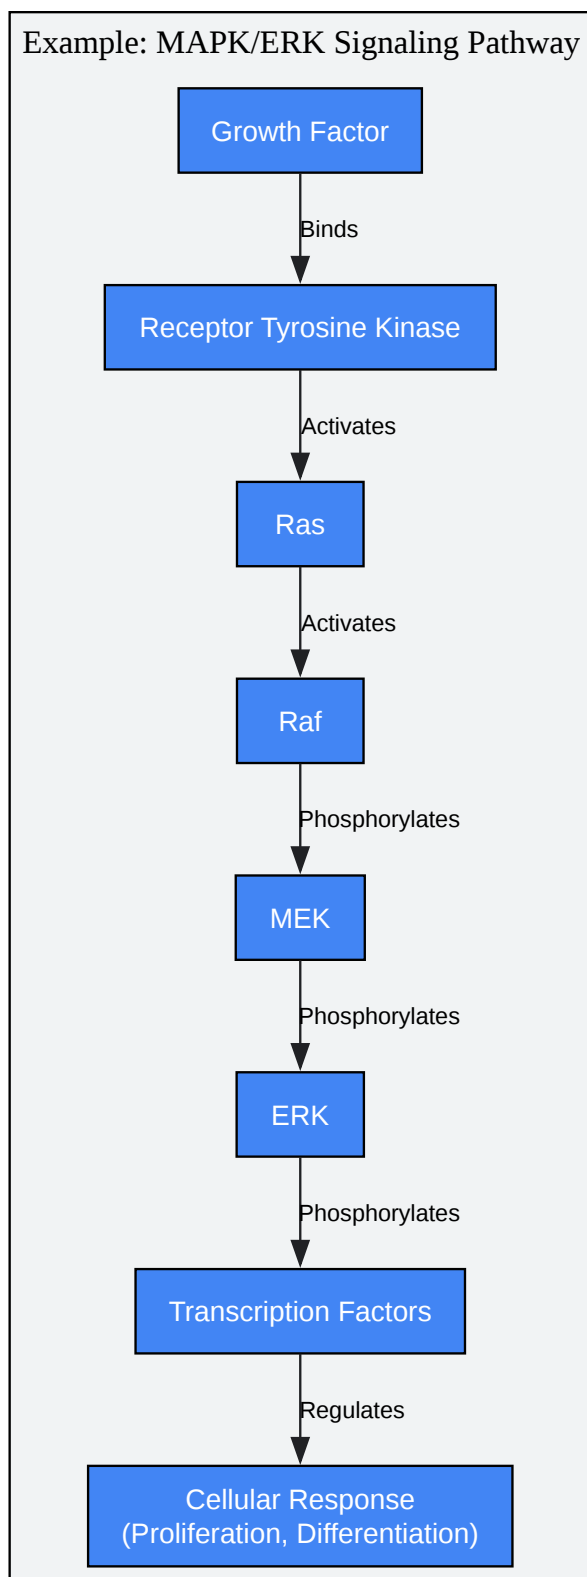 Example: MAPK/ERK Signaling Pathway
Growth Factor
Binds
Receptor Tyrosine Kinase
Activates
Ras
Activates
Raf
Phosphorylates
MEK
Phosphorylates
ERK
Phosphorylates
Transcription Factors
Regulates
Cellular Response
(Proliferation, Differentiation)